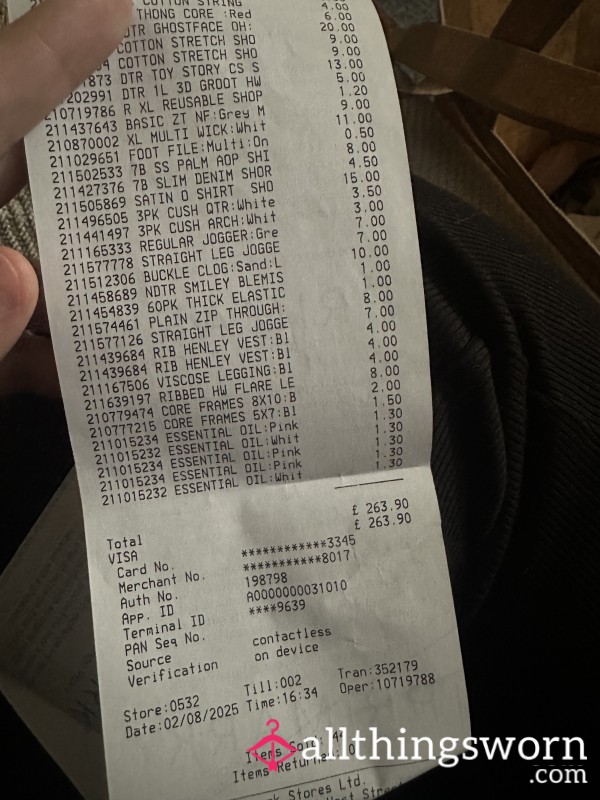 COTTON STRING 4.00
THONG CORE :Red 6.00
DTR GHOSTFACE OH: 20.00
COTTON STRETCH SHO 9.00
COTTON STRETCH SHO 9.00
1873 DTR TOY STORY CS S 13.00
202991 DTR 1L 3D GROOT HW 5.00
210719786 R XL REUSABLE SHOP 1.20
211437643 BASIC ZT NF:Grey M 9.00
210870002 XL MULTI WICK:Whit 11.00
211029651 FOOT FILE:Multi:On 0.50
211502533 7B SS PALM AOP SHI 8.00
211427376 7B SLIM DENIM SHOR 4.50
211505869 SATIN O SHIRT SHO 15.00
211496505 3PK CUSH QTR:White 3.50
211441497 3PK CUSH ARCH:Whit 3.00
211165333 REGULAR JOGGER:Gre 7.00
211577778 STRAIGHT LEG JOGGE 7.00
211512306 BUCKLE CLOG:Sand:L 10.00
211458689 NDTR SMILEY BLEMIS 1.00
211454839 60PK THICK ELASTIC 1.00
211574461 PLAIN ZIP THROUGH: 8.00
211577126 STRAIGHT LEG JOGGE 7.00
211439684 RIB HENLEY VEST:Bl 4.00
211439684 RIB HENLEY VEST:Bl 4.00
211167506 VISCOSE LEGGING:Bl 4.00
211639197 RIBBED HW FLARE LE 8.00
210779474 CORE FRAMES 8X10:B 2.00
210777215 CORE FRAMES 5X7:Bl 1.50
211015234 ESSENTIAL OIL:Pink 1.30
211015232 ESSENTIAL OIL:Whit 1.30
211015234 ESSENTIAL OIL:Pink 1.30
211015232 ESSENTIAL OIL:Whit 1.30
Total £ 263.90
VISA £ 263.90
Card No. ************3345
Merchant No. ***********8017
Auth No. 198798
App. ID A0000000031010
Terminal ID ****9639
PAN Seq No.
Source contactless
Verification on device
Store:0532 Till:002 Tran:352179
Date:02/08/2025 Time:16:34 Oper:10719788
Items Sold:
Items Returned:0
Stores Ltd.
allthingsworn
.com